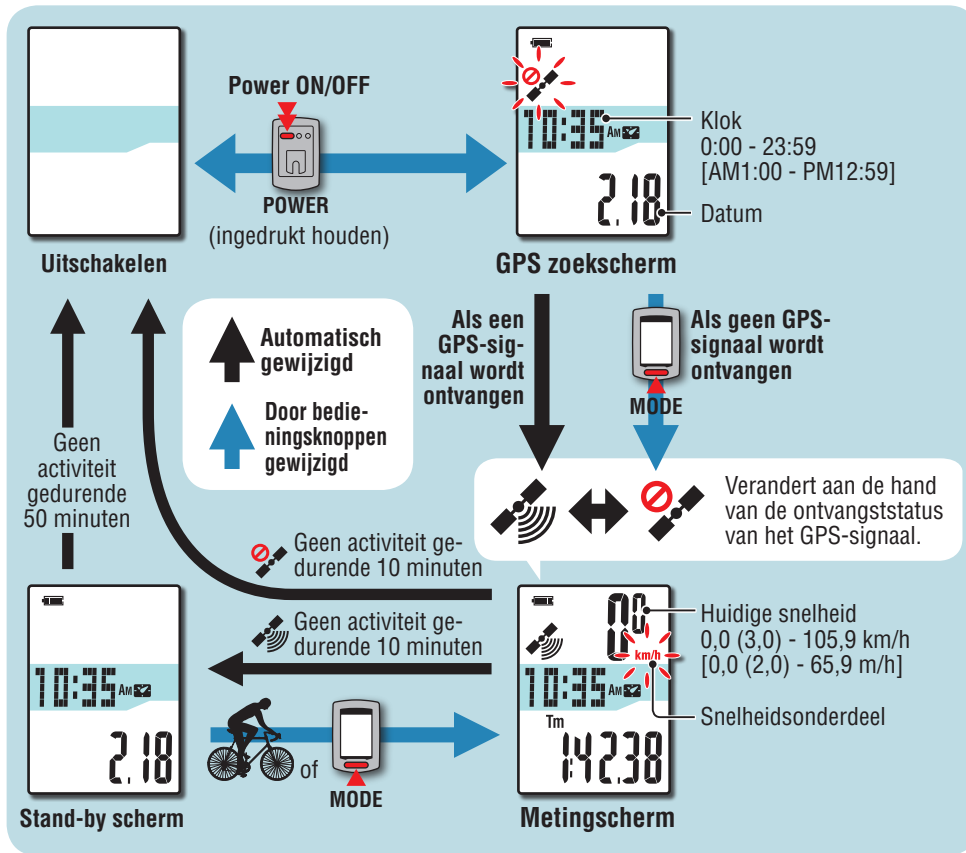 Power ON/OFF
POWER
(ingedrukt houden)
Uitschakelen
10:35 AM
2.18
Klok
0:00 - 23:59
[AM1:00 - PM12:59]
Datum
GPS zoekscherm
Automatisch
gewijzigd
Door bedie-
ningsknoppen
gewijzigd
Als een
GPS-sig-
naal wordt
ontvangen
Als geen GPS-
signaal wordt
ontvangen
MODE
Verandert aan de hand
van de ontvangststatus
van het GPS-signaal.
Geen
activiteit
gedurende
50 minuten
Geen activiteit ge-
durende 10 minuten
Geen activiteit ge-
durende 10 minuten
10:35 AM
2.18
Stand-by scherm
of
MODE
0.0
km/h
10:35 AM
Tm
1:42.38
Huidige snelheid
0,0 (3,0) - 105,9 km/h
[0,0 (2,0) - 65,9 m/h]
Snelheidsonderdeel
Metingscherm